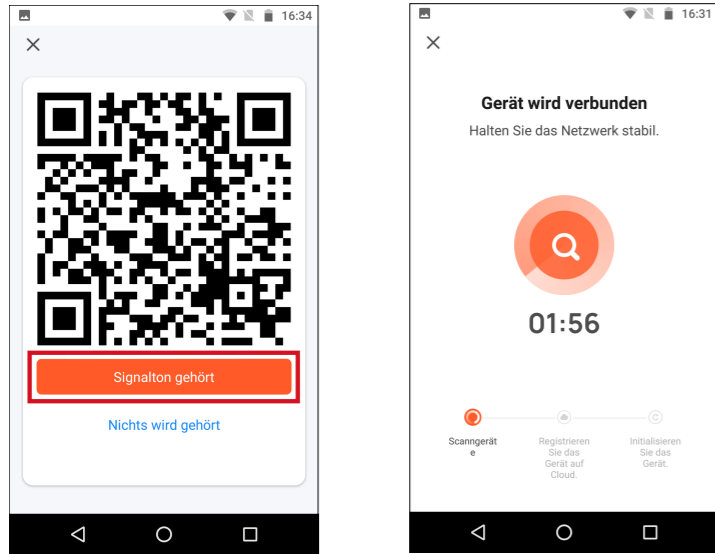 16:34
Signalton gehört
Nichts wird gehört
16:31
Gerät wird verbunden
Halten Sie das Netzwerk stabil.
01:56
Scanngerät
e
Registrieren
Sie das
Gerät auf
Cloud.
Initialisieren
Sie das
Gerät.